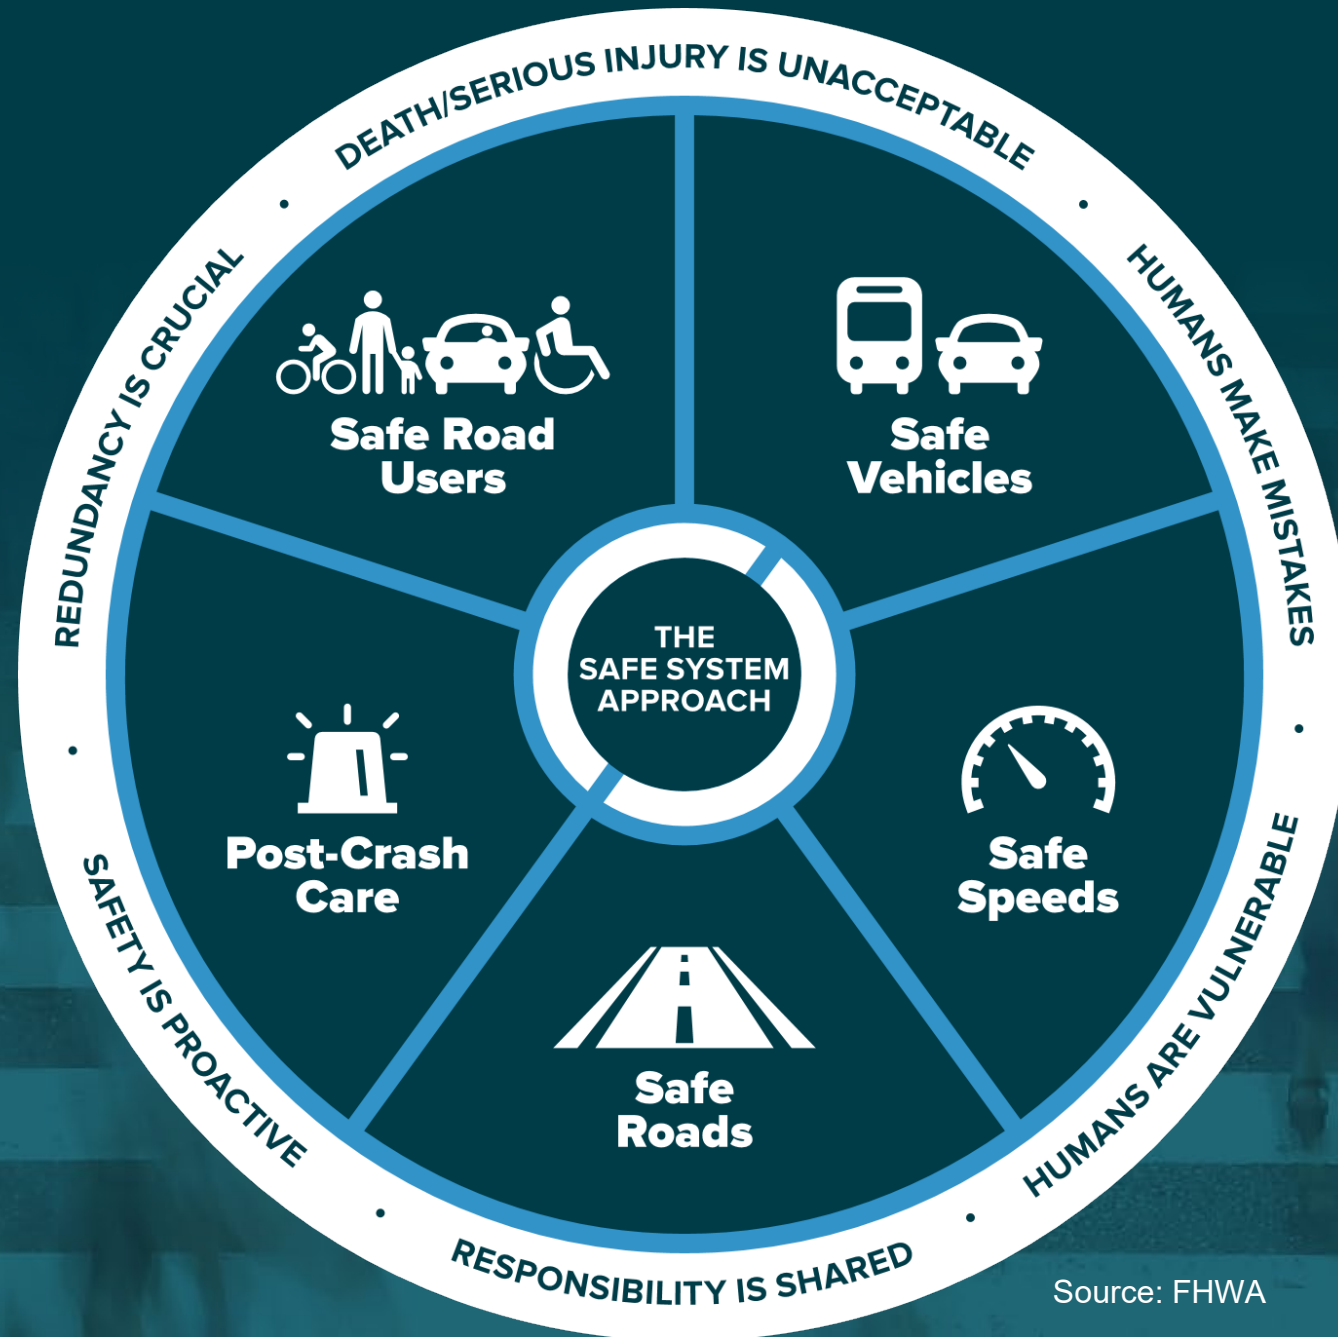 DEATH/SERIOUS INJURY IS UNACCEPTABLE
HUMANS MAKE MISTAKES
HUMANS ARE VULNERABLE
RESPONSIBILITY IS SHARED
SAFETY IS PROACTIVE
REDUNDANCY IS CRUCIAL
Safe Road
Users
Safe
Vehicles
THE
SAFE SYSTEM
APPROACH
Post-Crash
Care
Safe
Speeds
Safe
Roads
Source: FHWA